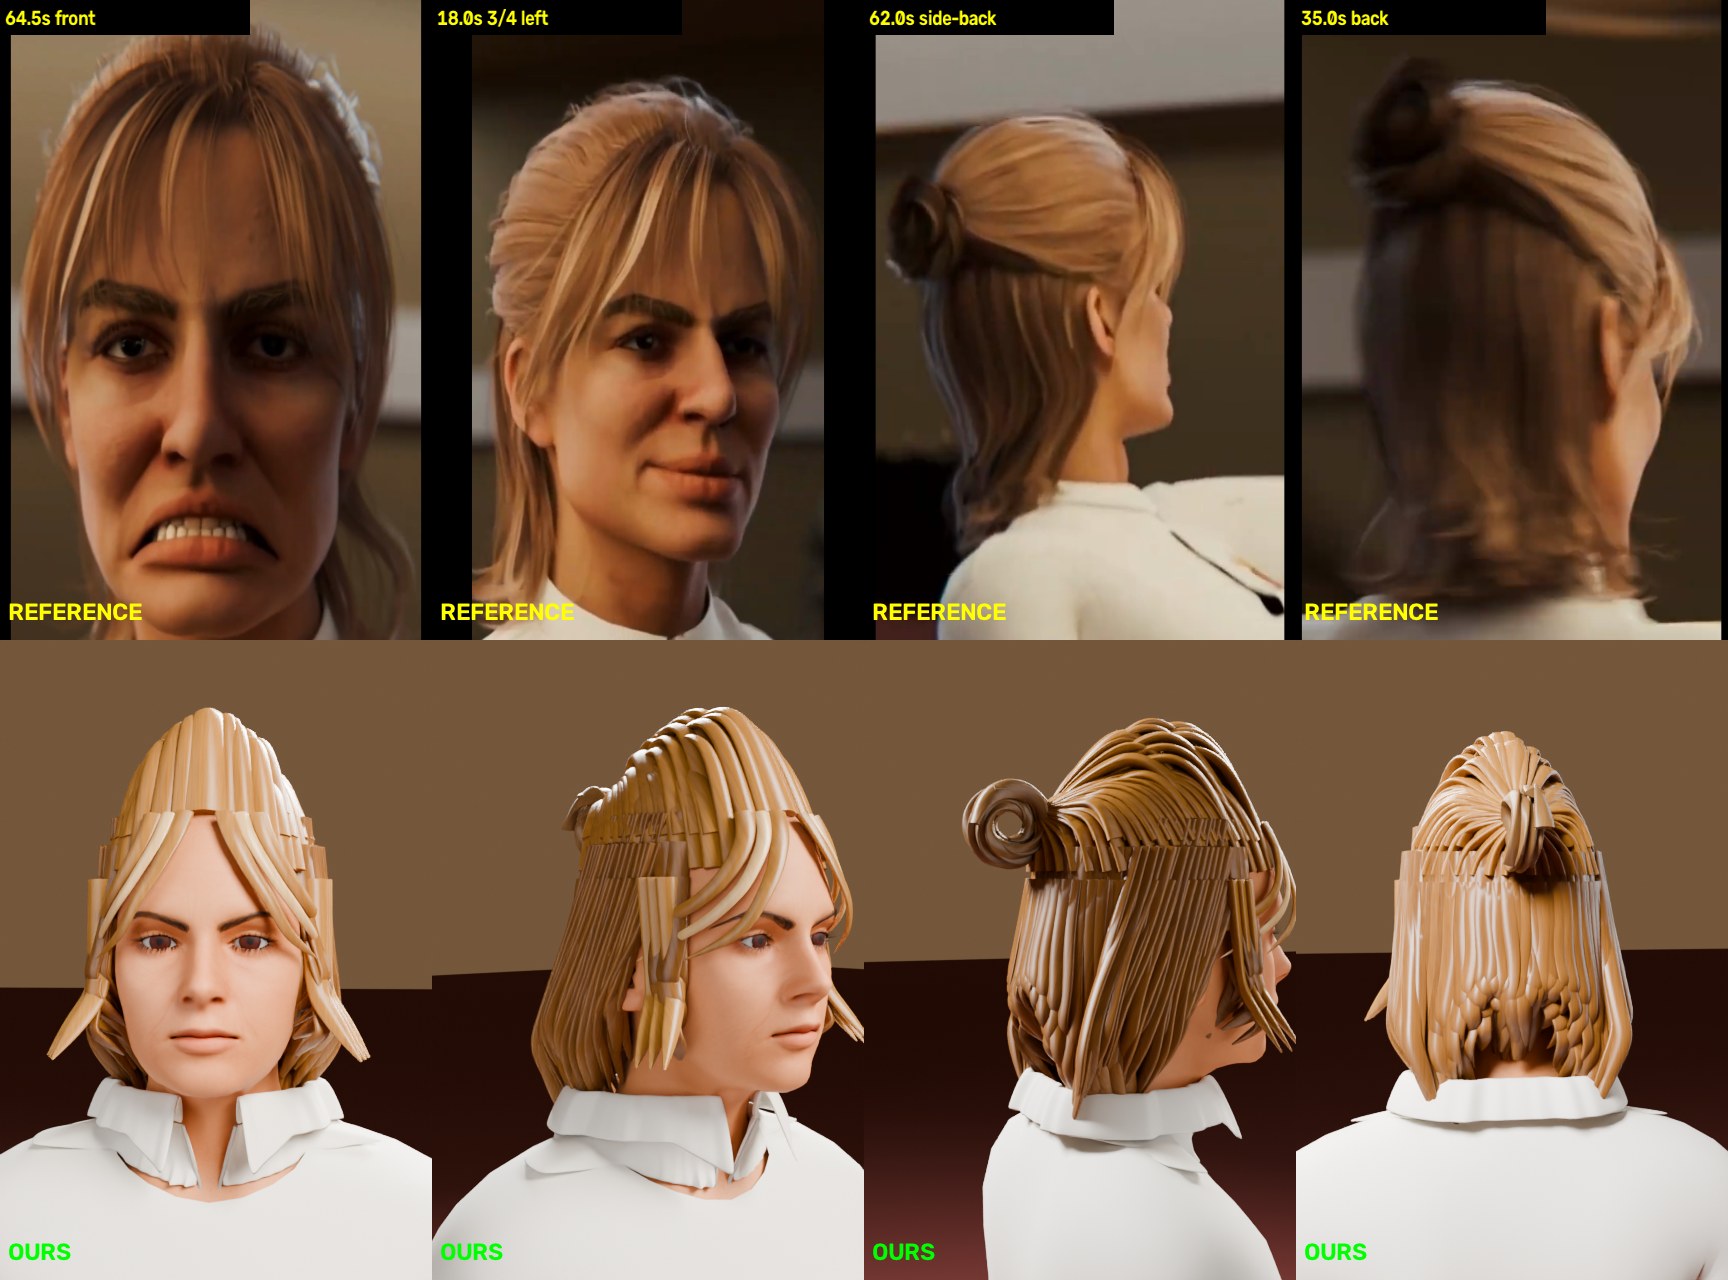 64.5s front
18.0s 3/4 left
62.0s side-back
35.0s back
REFERENCE
REFERENCE
REFERENCE
REFERENCE
OURS
OURS
OURS
OURS